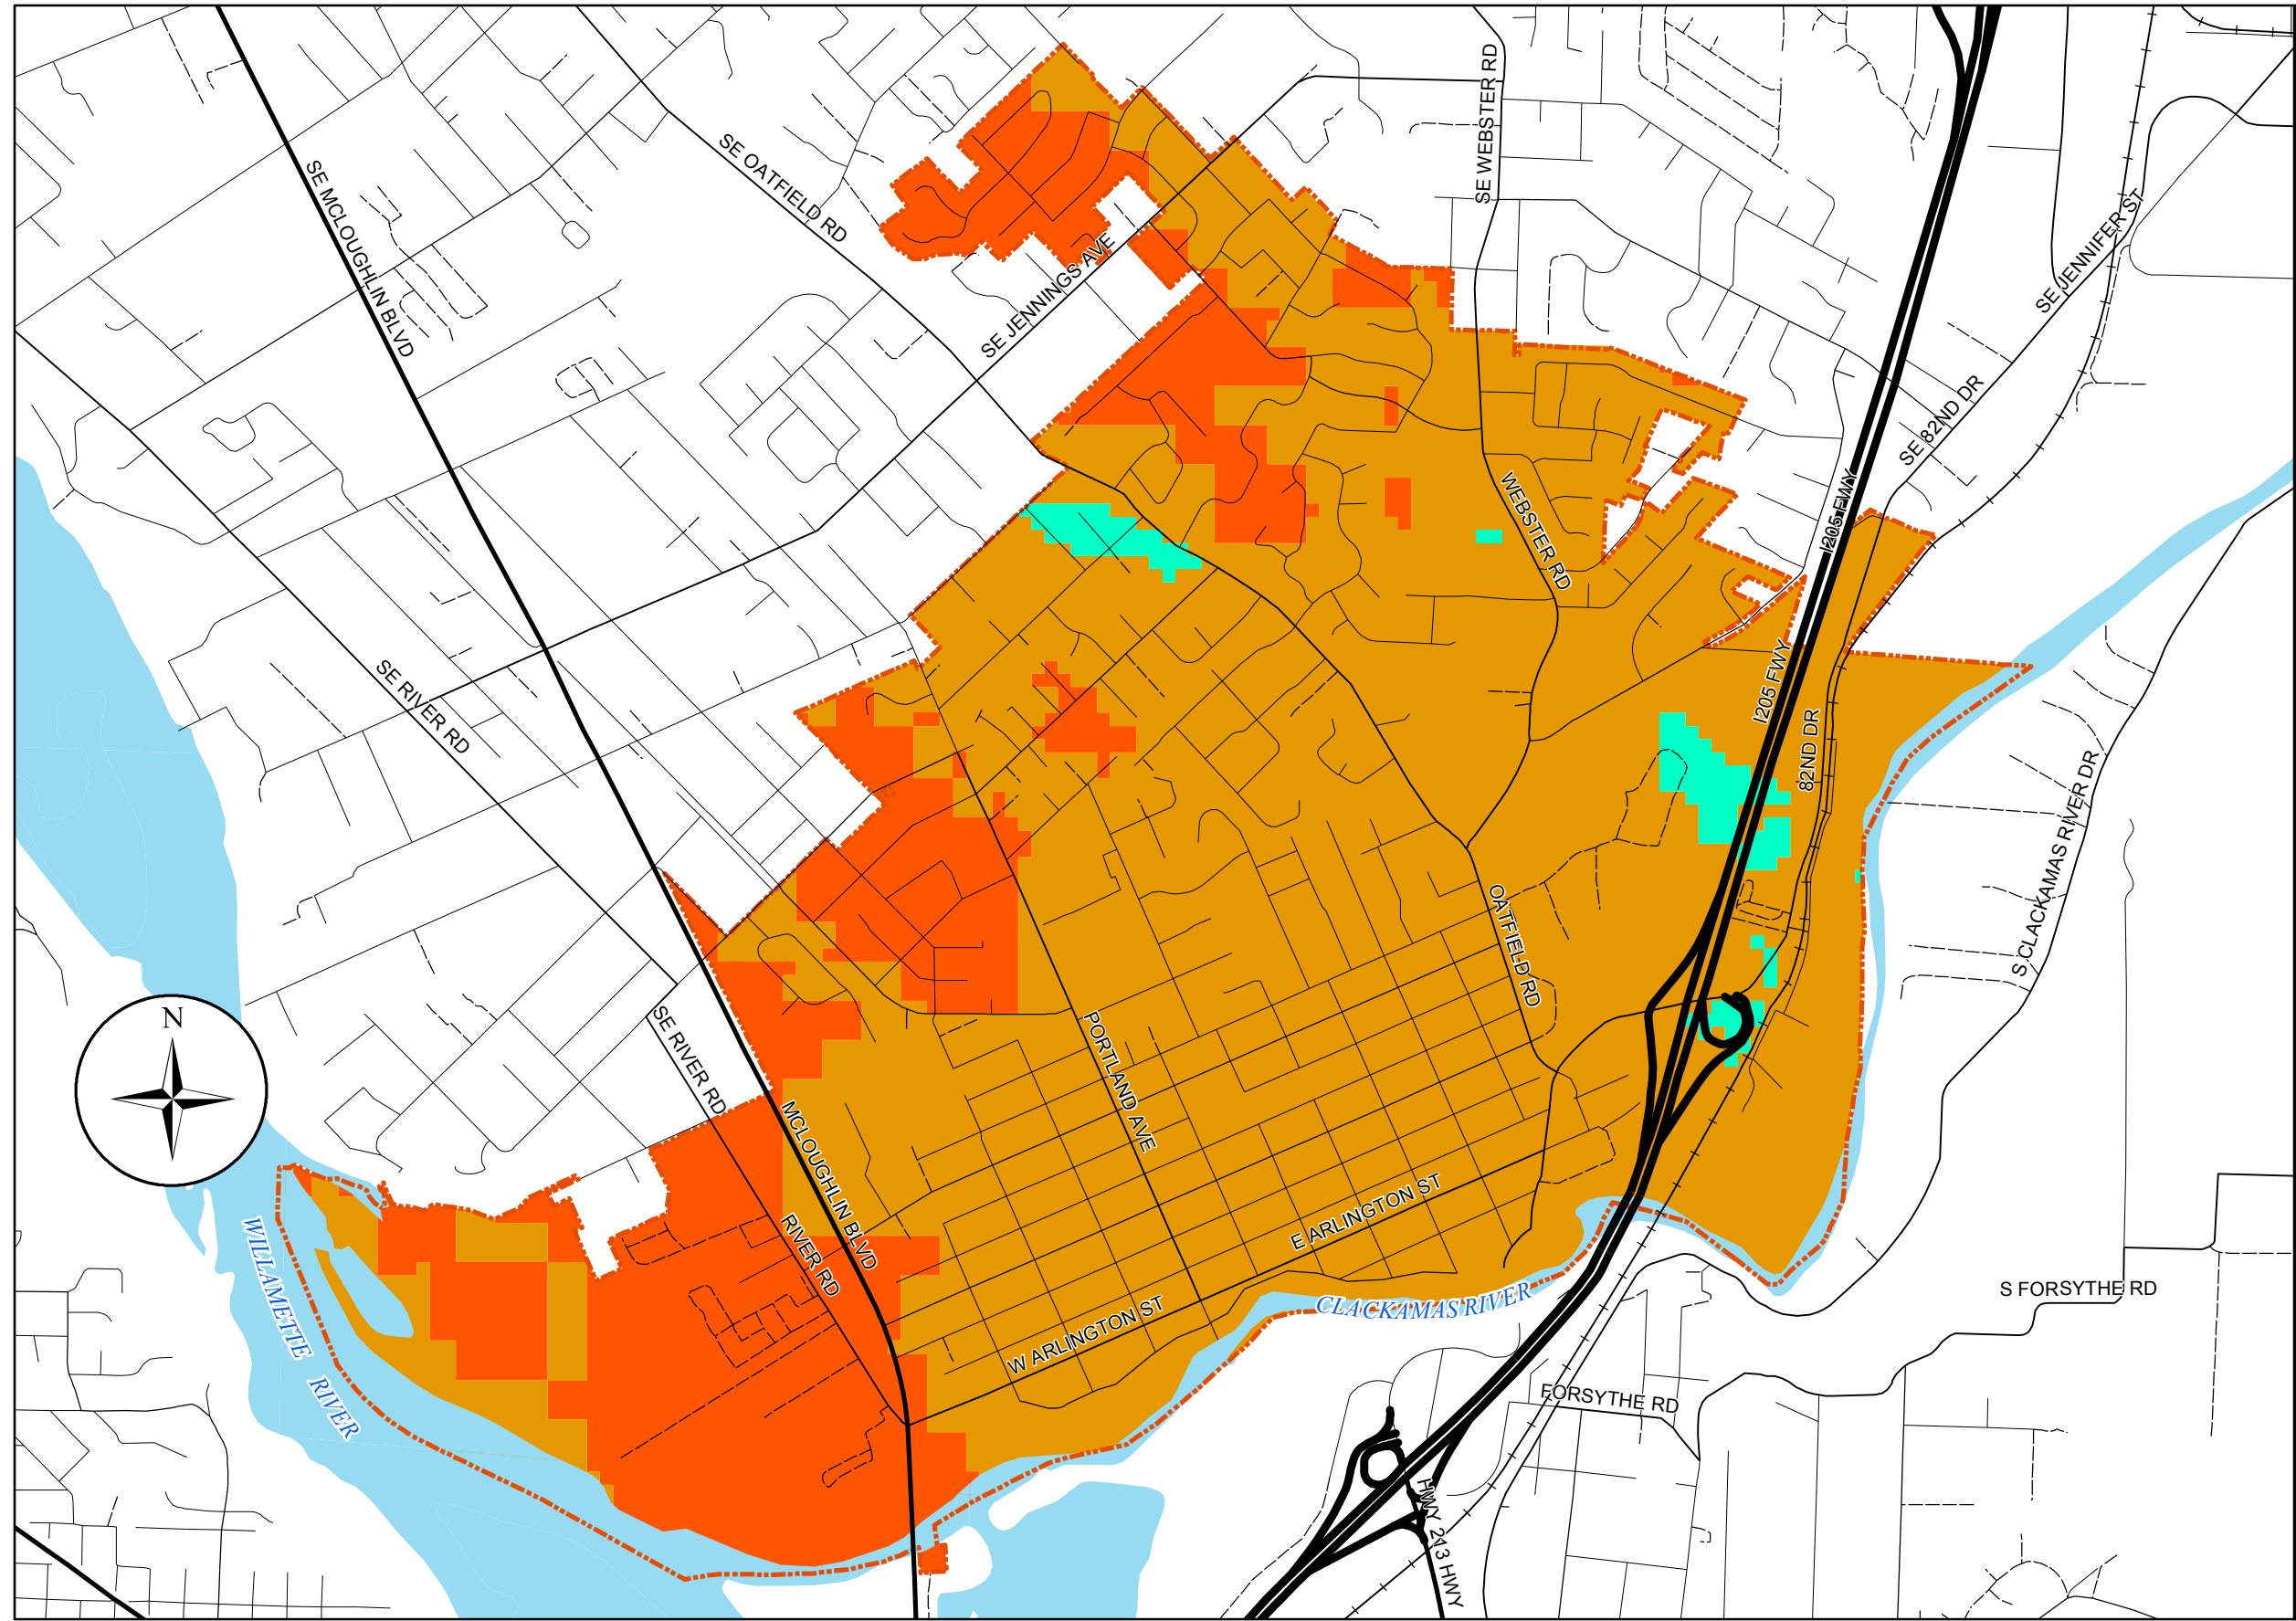 SE WEBSTER RD
SE OATFIELD RD
SE MCLOUGHLIN BLVD
SE JENNIFER ST
SE JENNINGS AVE
SE 82ND DR
WEBSTER RD
I205 FWY
SE RIVER RD
I205 FWY
82ND DR
S CLACKAMAS RIVER DR
OATFIELD RD
N
SE RIVER RD
PORTLAND AVE
MCLOUGHLIN BLVD
RIVER RD
E ARLINGTON ST
WILLAMETTE
RIVER
CLACKAMAS RIVER
S FORSYTHE RD
W ARLINGTON ST
FORSYTHE RD
HWY 213 HWY